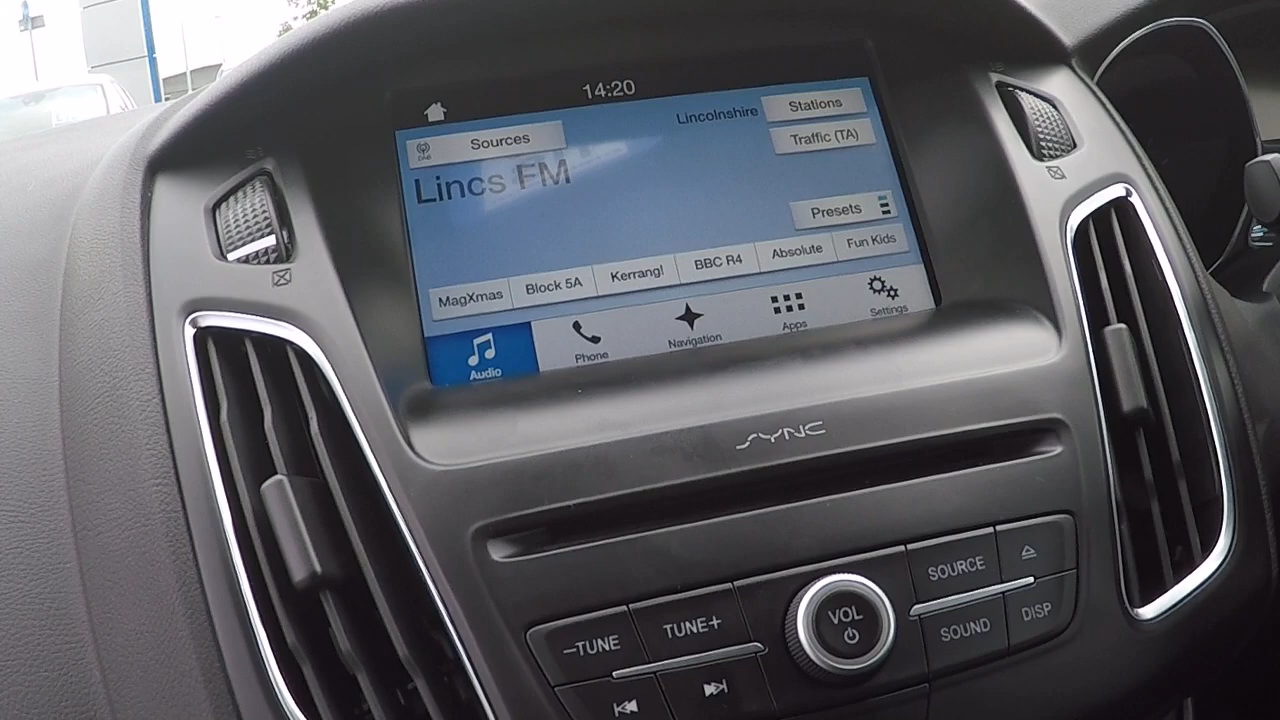 14:20
Sources
DAB
Lincolnshire
Stations
Traffic (TA)
Lincs FM
Presets
MagXmas
Block 5A
Kerrang!
BBC R4
Absolute
Fun Kids
Audio
Phone
Navigation
Apps
Settings
SYNC
–TUNE
TUNE+
VOL
SOURCE
SOUND
DISP